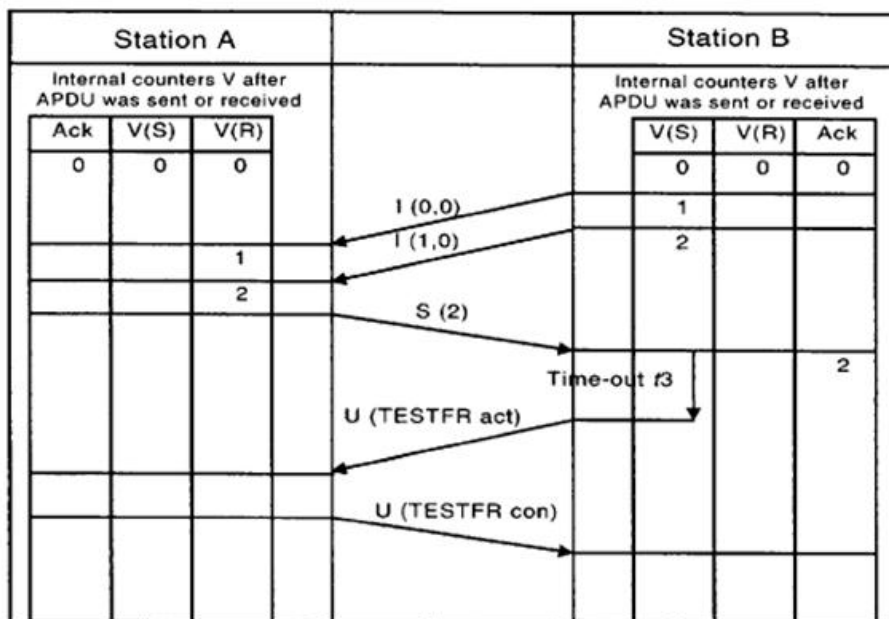 Station A
Station B
Internal counters V after
APDU was sent or received
Internal counters V after
APDU was sent or received
Ack V(S) V(R)
V(S) V(R) Ack
0 0 0
0 0 0
I (0,0)
1
I (1,0)
1
2
2
S (2)
2
Time-out t3
U (TESTFR act)
U (TESTFR con)